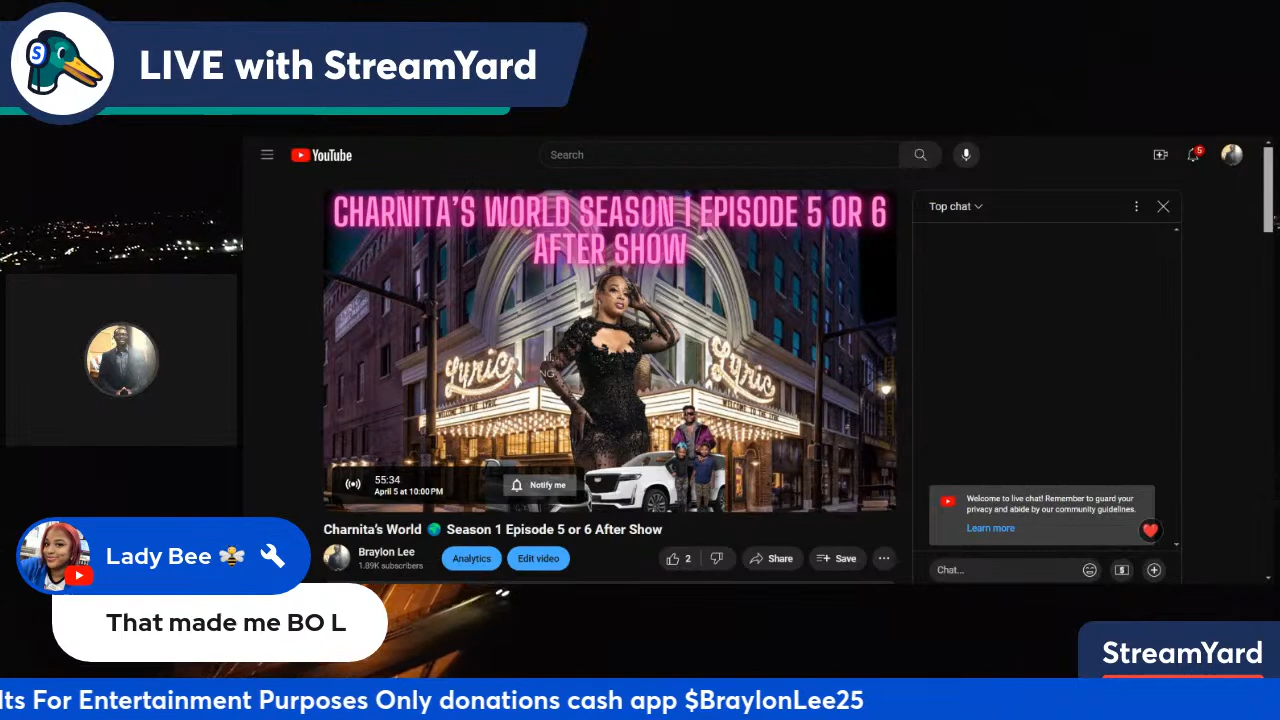 S
LIVE with StreamYard
YouTube
Search
5
CHARNITA'S WORLD SEASON 1 EPISODE 5 OR 6
AFTER SHOW
Top chat
Lyric
Lyric
55:34
April 5 at 10:00PM
Notify me
Welcome to live chat! Remember to guard your
privacy and abide by our community guidelines.
Learn more
Charnita's World 🌍 Season 1 Episode 5 or 6 After Show
Braylon Lee
1.89K subscribers
Analytics
Edit video
2
Share
Save
Chat...
Lady Bee 🐝
That made me BO L
StreamYard
Its For Entertainment Purposes Only donations cash app $BraylonLee25